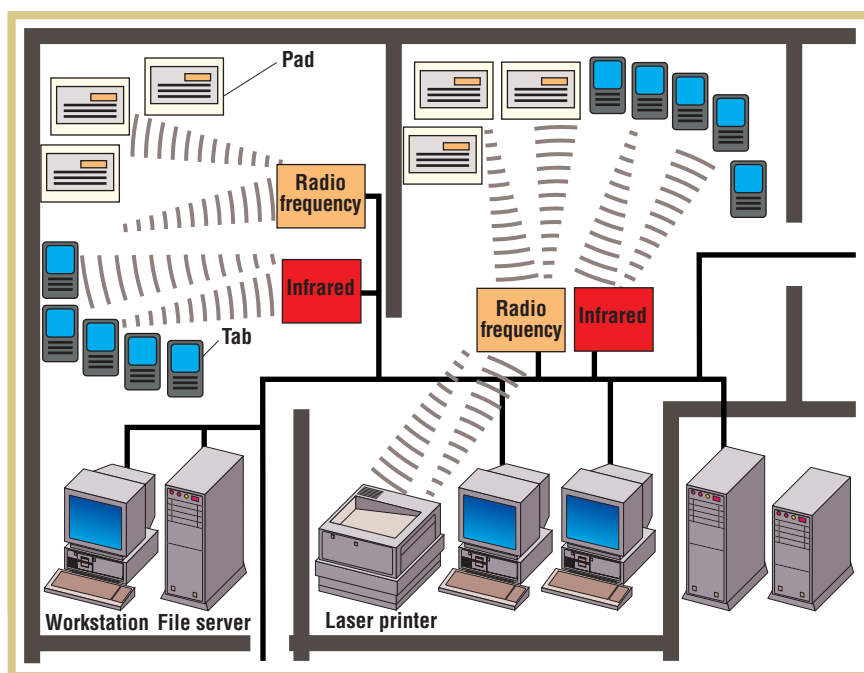 Pad
Radio
frequency
Infrared
Tab
Radio
frequency
Infrared
Workstation File server
Laser printer